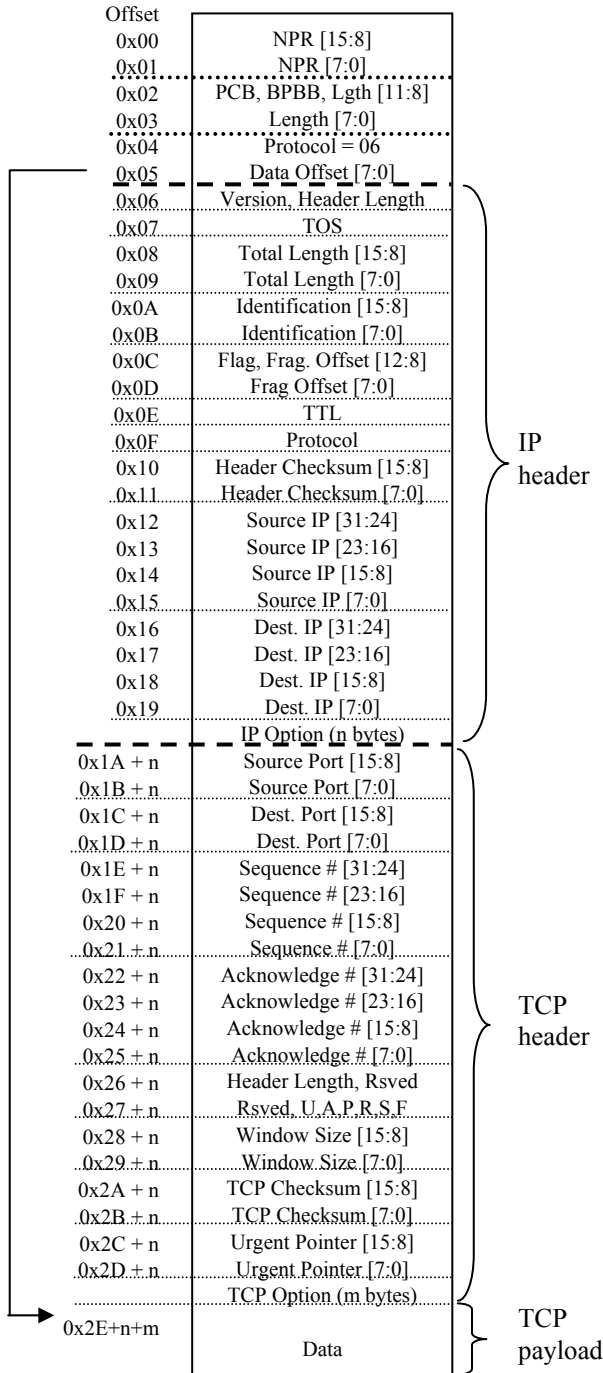 Offset
0x00 NPR [15:8]
0x01 NPR [7:0]
0x02 PCB, BPBB, Lgth [11:8]
0x03 Length [7:0]
0x04 Protocol = 06
0x05 Data Offset [7:0]
0x06 Version, Header Length
0x07 TOS
0x08 Total Length [15:8]
0x09 Total Length [7:0]
0x0A Identification [15:8]
0x0B Identification [7:0]
0x0C Flag, Frag. Offset [12:8]
0x0D Frag Offset [7:0]
0x0E TTL
0x0F Protocol
0x10 Header Checksum [15:8]
0x11 Header Checksum [7:0]
0x12 Source IP [31:24]
0x13 Source IP [23:16]
0x14 Source IP [15:8]
0x15 Source IP [7:0]
0x16 Dest. IP [31:24]
0x17 Dest. IP [23:16]
0x18 Dest. IP [15:8]
0x19 Dest. IP [7:0]
IP Option (n bytes)
IP
header
0x1A + n Source Port [15:8]
0x1B + n Source Port [7:0]
0x1C + n Dest. Port [15:8]
0x1D + n Dest. Port [7:0]
0x1E + n Sequence # [31:24]
0x1F + n Sequence # [23:16]
0x20 + n Sequence # [15:8]
0x21 + n Sequence # [7:0]
0x22 + n Acknowledge # [31:24]
0x23 + n Acknowledge # [23:16]
0x24 + n Acknowledge # [15:8]
0x25 + n Acknowledge # [7:0]
0x26 + n Header Length, Rsved
0x27 + n Rsved, U,A,P,R,S,F
0x28 + n Window Size [15:8]
0x29 + n Window Size [7:0]
0x2A + n TCP Checksum [15:8]
0x2B + n TCP Checksum [7:0]
0x2C + n Urgent Pointer [15:8]
0x2D + n Urgent Pointer [7:0]
TCP Option (m bytes)
TCP
header
0x2E+n+m
Data
TCP
payload